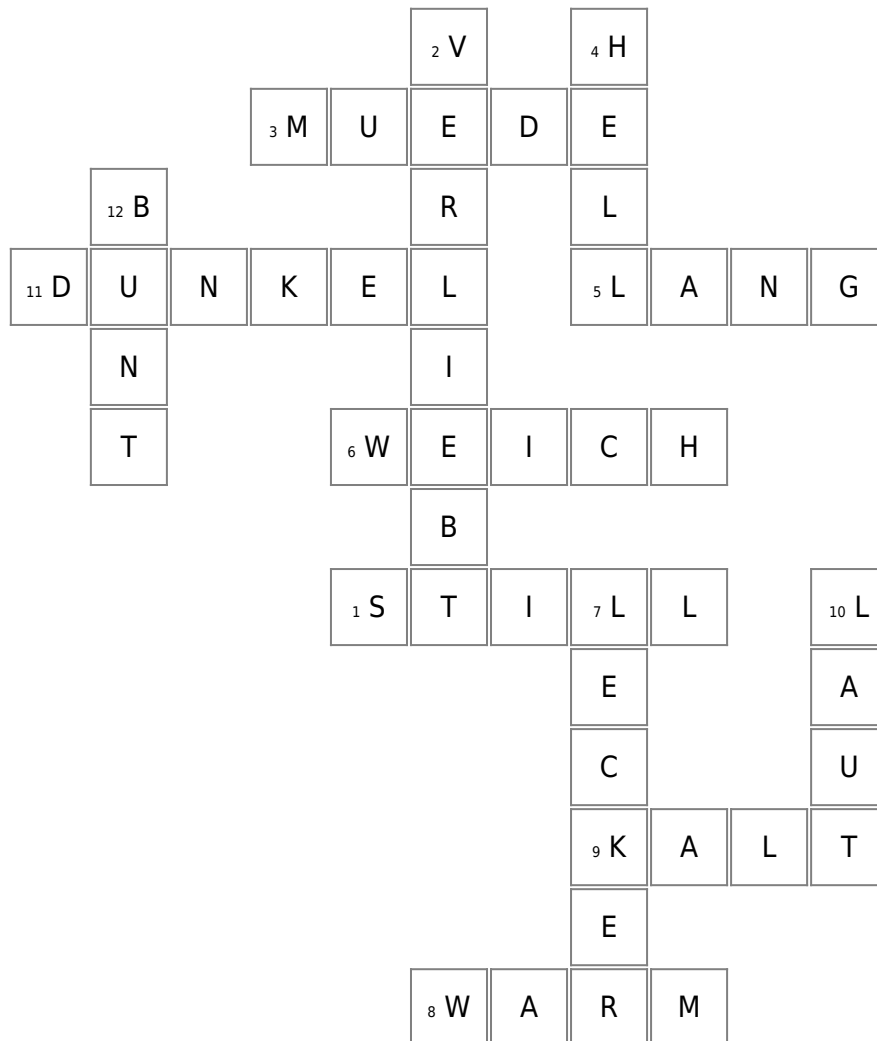 2 V 4 H
3 M U E D E
12 B R L
11 D U N K E L 5 L A N G
N I
T 6 W E I C H
B
1 S T I 7 L L 10 L
E A
C U
9 K A L T
E
8 W A R M